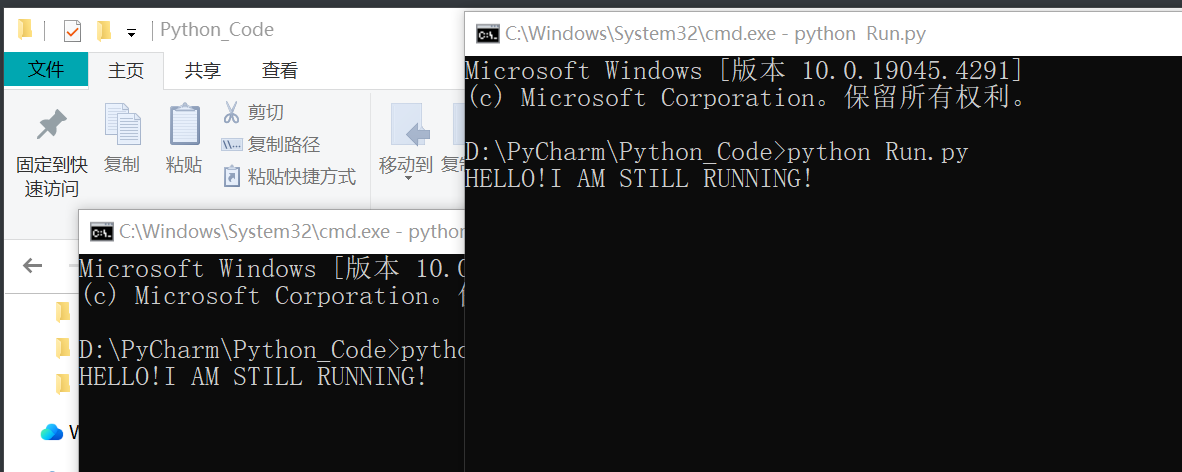 Python_Code
文件 主页 共享 查看
固定到快
速访问
复制
粘贴
剪切
复制路径
粘贴快捷方式
移动到
C:\Windows\System32\cmd.exe - python
Microsoft Windows [版本 10.0
(c) Microsoft Corporation。
D:\PyCharm\Python_Code>pytho
HELLO!I AM STILL RUNNING!
C:\Windows\System32\cmd.exe - python Run.py
Microsoft Windows [版本 10.0.19045.4291]
(c) Microsoft Corporation。保留所有权利。
D:\PyCharm\Python_Code>python Run.py
HELLO!I AM STILL RUNNING!